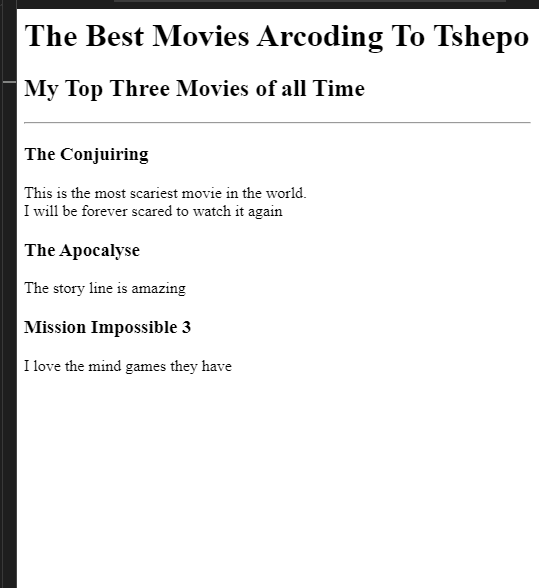 The Best Movies Arcoding To Tshepo
My Top Three Movies of all Time
The Conjuiring
This is the most scariest movie in the world.
I will be forever scared to watch it again
The Apocalyse
The story line is amazing
Mission Impossible 3
I love the mind games they have